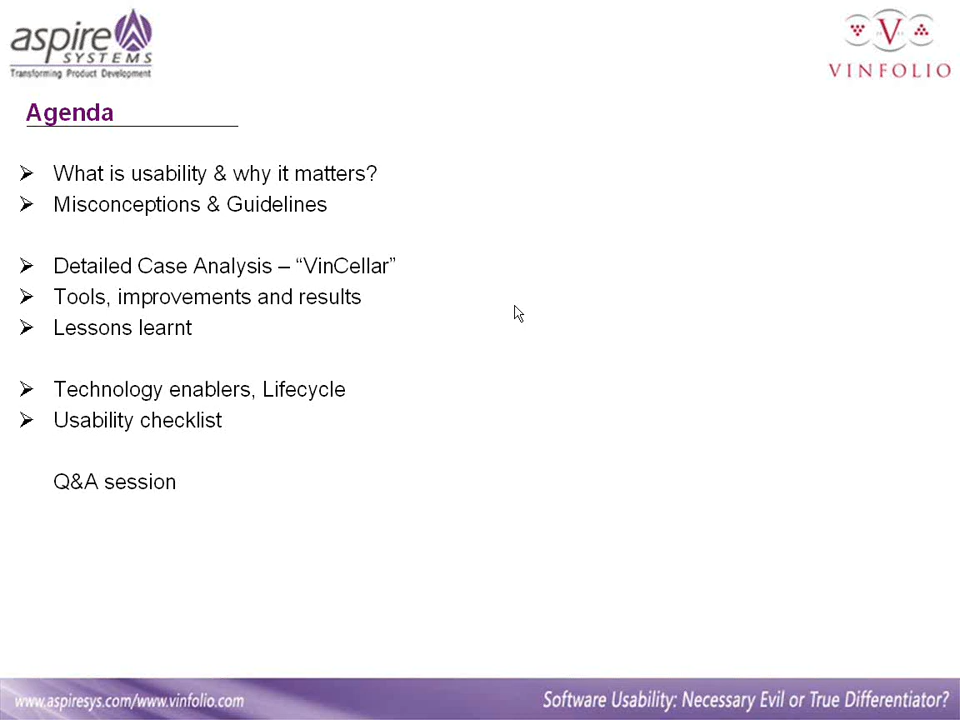 aspire
SYSTEMS
Transforming Product Development
V
VINFOLIO
Agenda
What is usability & why it matters?
Misconceptions & Guidelines
Detailed Case Analysis – “VinCellar”
Tools, improvements and results
Lessons learnt
Technology enablers, Lifecycle
Usability checklist
Q&A session
www.aspiresys.com/www.vinfolio.com
Software Usability: Necessary Evil or True Differentiator?